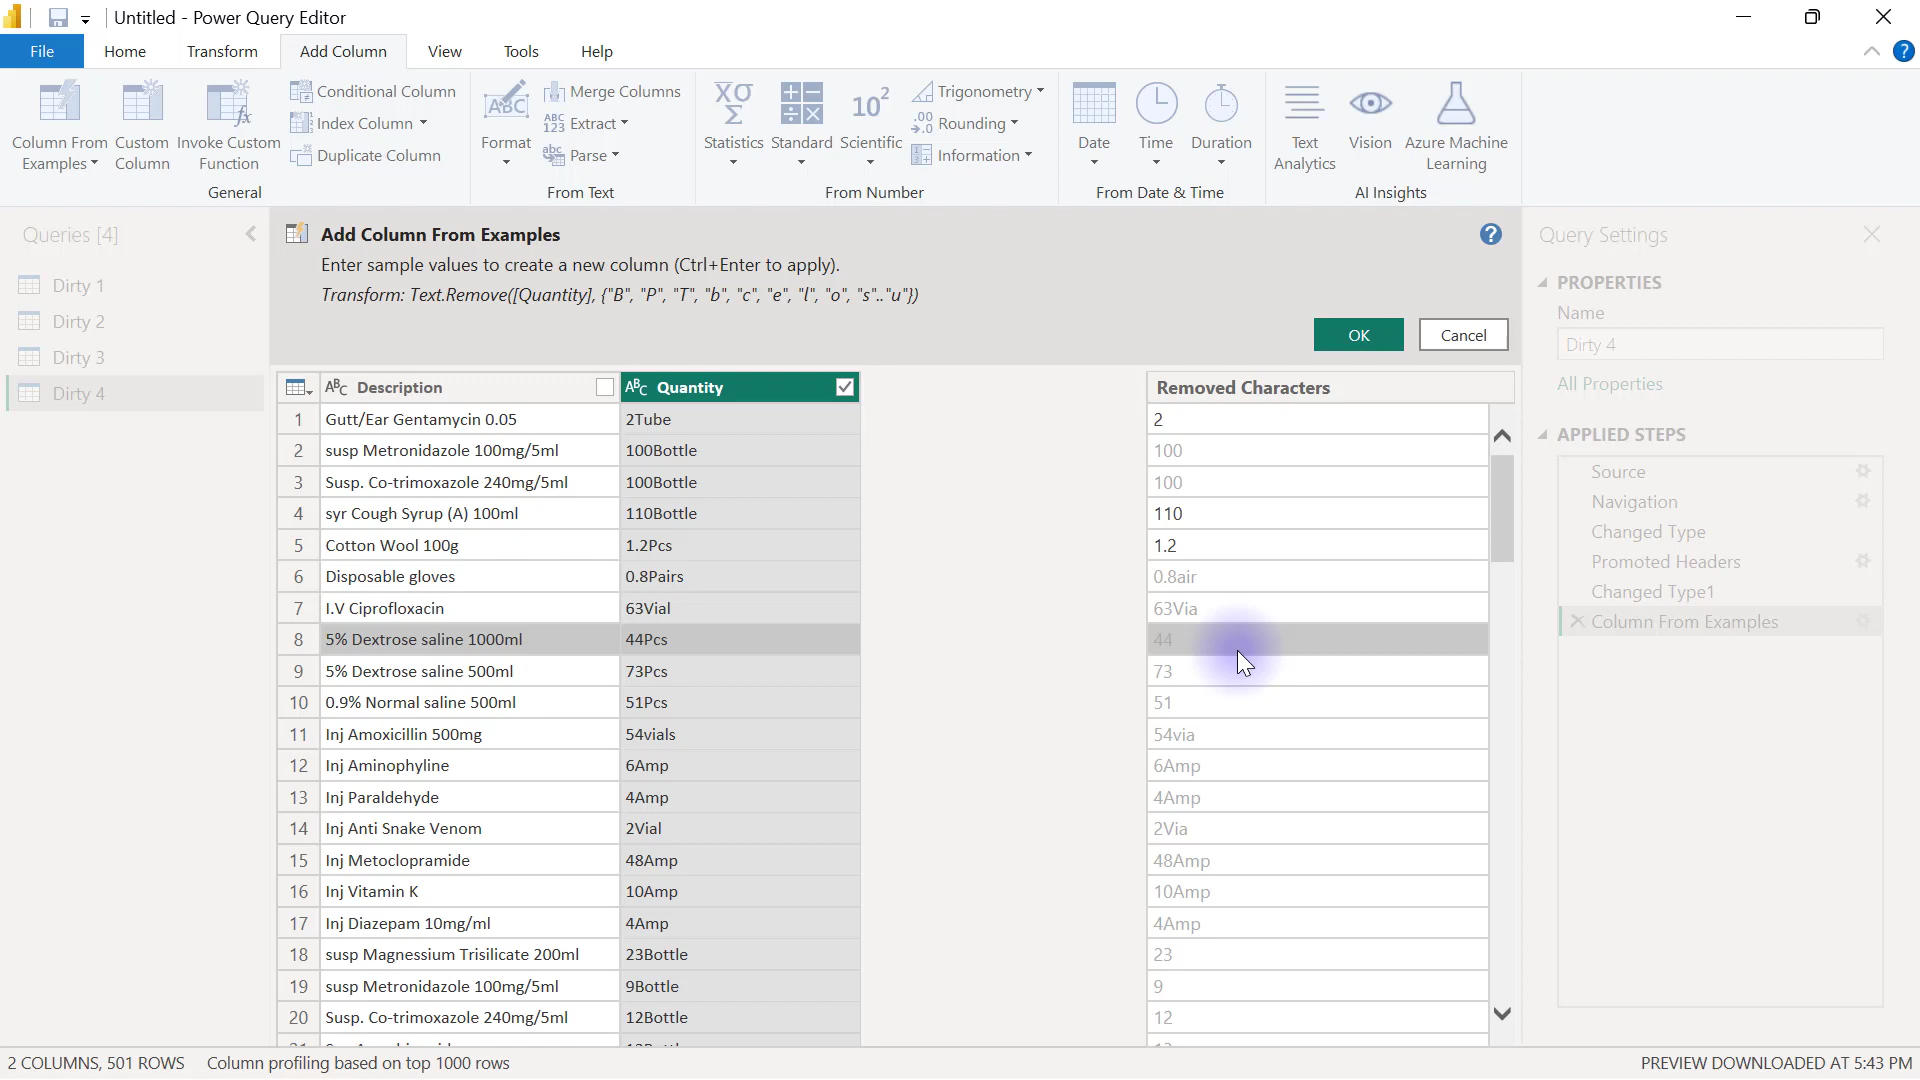 Untitled - Power Query Editor
File Home Transform Add Column View Tools Help
Column From Examples
Custom Column
Invoke Custom Function
Conditional Column
Index Column
Duplicate Column
General
Format
Merge Columns
Extract
Parse
From Text
Statistics
Standard
Scientific
Trigonometry
Rounding
Information
From Number
Date
Time
Duration
From Date & Time
Text Analytics
Vision
Azure Machine Learning
AI Insights
Queries [4]
Dirty 1
Dirty 2
Dirty 3
Dirty 4
Add Column From Examples
Enter sample values to create a new column (Ctrl+Enter to apply).
Transform: Text.Remove([Quantity], {"B", "P", "T", "b", "c", "e", "l", "o", "s".."u"})
OK Cancel
Description Quantity Removed Characters
1 Gutt/Ear Gentamycin 0.05 2Tube 2
2 susp Metronidazole 100mg/5ml 100Bottle 100
3 Susp. Co-trimoxazole 240mg/5ml 100Bottle 100
4 syr Cough Syrup (A) 100ml 110Bottle 110
5 Cotton Wool 100g 1.2Pcs 1.2
6 Disposable gloves 0.8Pairs 0.8air
7 I.V Ciprofloxacin 63Vial 63Via
8 5% Dextrose saline 1000ml 44Pcs 44
9 5% Dextrose saline 500ml 73Pcs 73
10 0.9% Normal saline 500ml 51Pcs 51
11 Inj Amoxicillin 500mg 54vials 54via
12 Inj Aminophyline 6Amp 6Amp
13 Inj Paraldehyde 4Amp 4Amp
14 Inj Anti Snake Venom 2Vial 2Via
15 Inj Metoclopramide 48Amp 48Amp
16 Inj Vitamin K 10Amp 10Amp
17 Inj Diazepam 10mg/ml 4Amp 4Amp
18 susp Magnessium Trisilicate 200ml 23Bottle 23
19 susp Metronidazole 100mg/5ml 9Bottle 9
20 Susp. Co-trimoxazole 240mg/5ml 12Bottle 12
Query Settings
PROPERTIES
Name
Dirty 4
All Properties
APPLIED STEPS
Source
Navigation
Changed Type
Promoted Headers
Changed Type1
Column From Examples
2 COLUMNS, 501 ROWS Column profiling based on top 1000 rows PREVIEW DOWNLOADED AT 5:43 PM